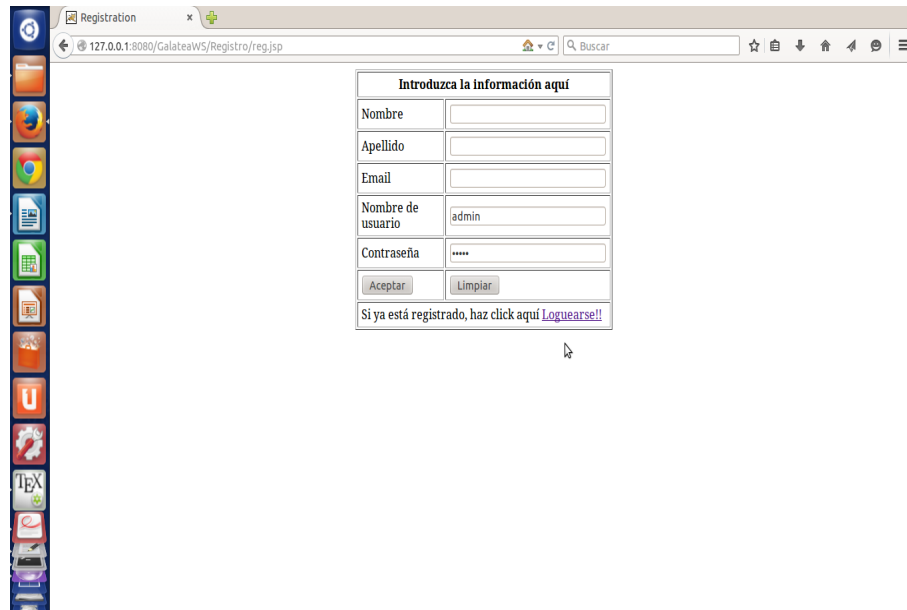 Registration
127.0.0.1:8080/GalateaWS/Registro/reg.jsp
Buscar
Introduzca la información aquí
Nombre
Apellido
Email
Nombre de
usuario
admin
Contraseña
•••••
Aceptar
Limpiar
Si ya está registrado, haz click aquí Loguearse!!
U
TEX